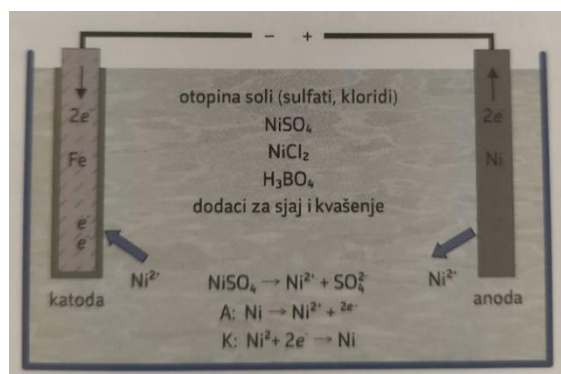 − +
2e⁻
Fe
e⁻
e⁻
Ni²⁺
katoda
otopina soli (sulfati, kloridi)
NiSO₄
NiCl₂
H₃BO₄
dodaci za sjaj i kvašenje
NiSO₄ → Ni²⁺ + SO₄²⁻
A: Ni → Ni²⁺ + 2e⁻
K: Ni²+ 2e⁻ → Ni
2e⁻
Ni
Ni²⁺
anoda